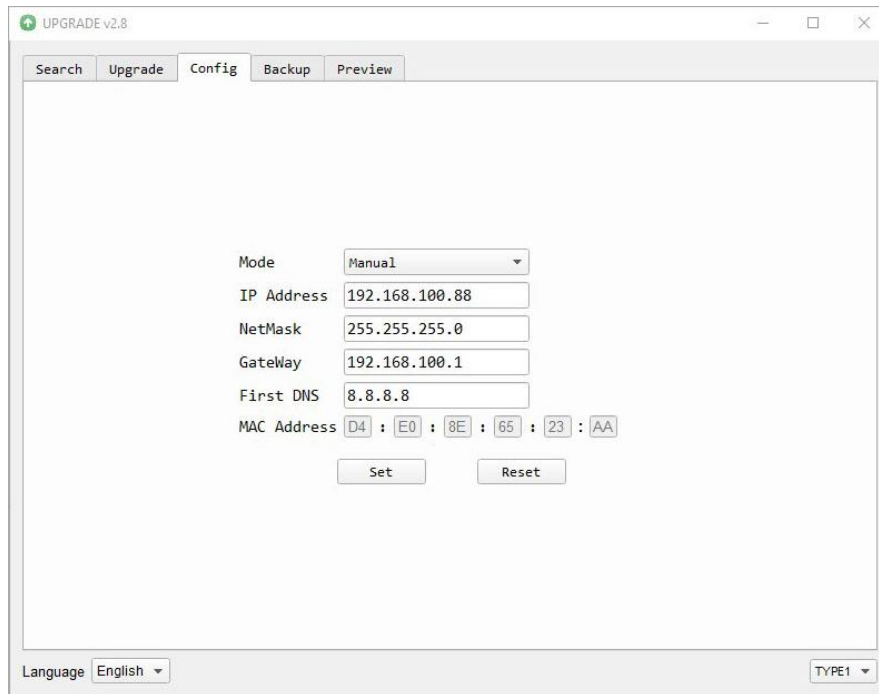 UPGRADE v2.8
Search Upgrade Config Backup Preview
Mode Manual
IP Address 192.168.100.88
NetMask 255.255.255.0
GateWay 192.168.100.1
First DNS 8.8.8.8
MAC Address D4 : E0 : 8E : 65 : 23 : AA
Set Reset
Language English TYPE1